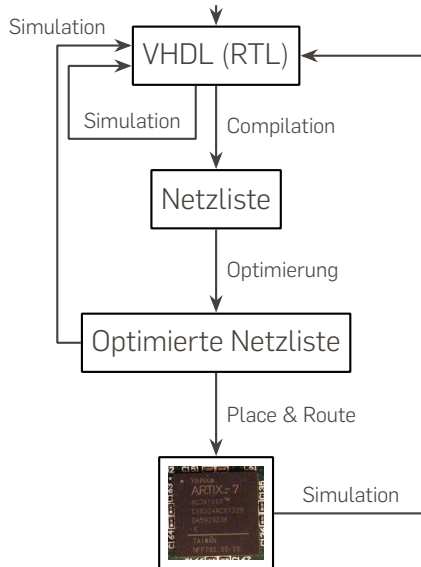 Simulation
VHDL (RTL)
Simulation
Compilation
Netzliste
Optimierung
Optimierte Netzliste
Place & Route
XILINX
ARTIX-7
TAIWAN
Simulation